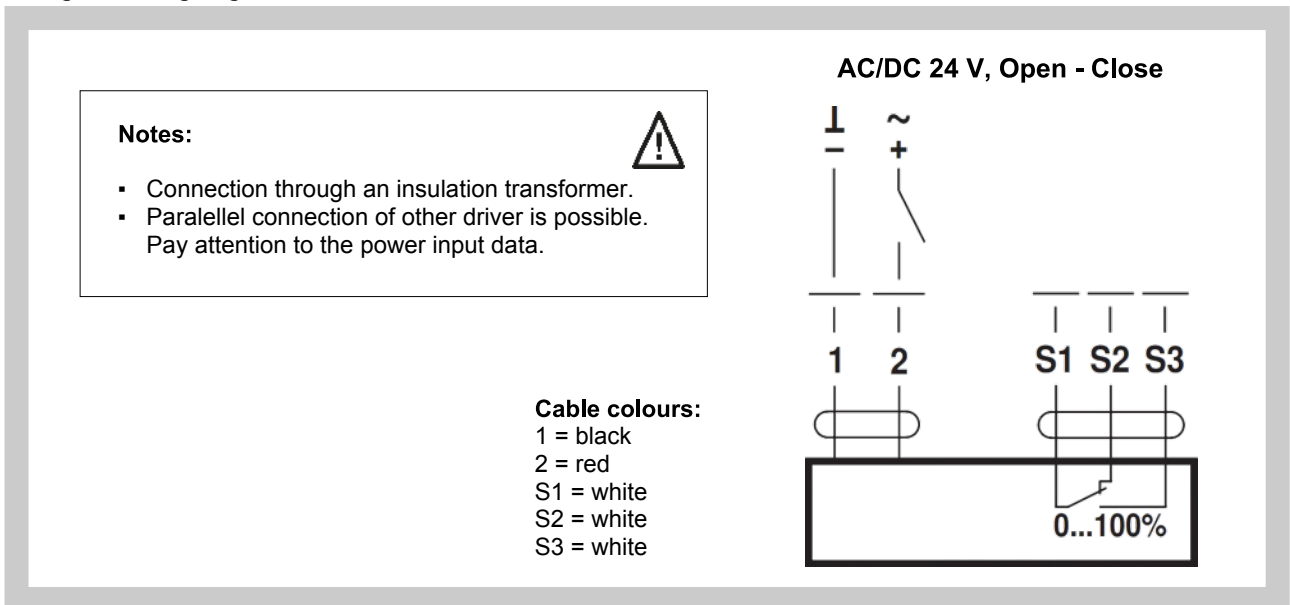 Notes:
▪ Connection through an insulation transformer.
▪ Paralellel connection of other driver is possible.
Pay attention to the power input data.
AC/DC 24 V, Open - Close
⊥ ~
− +
1 2 S1 S2 S3
Cable colours:
1 = black
2 = red
S1 = white
S2 = white
S3 = white
0...100%